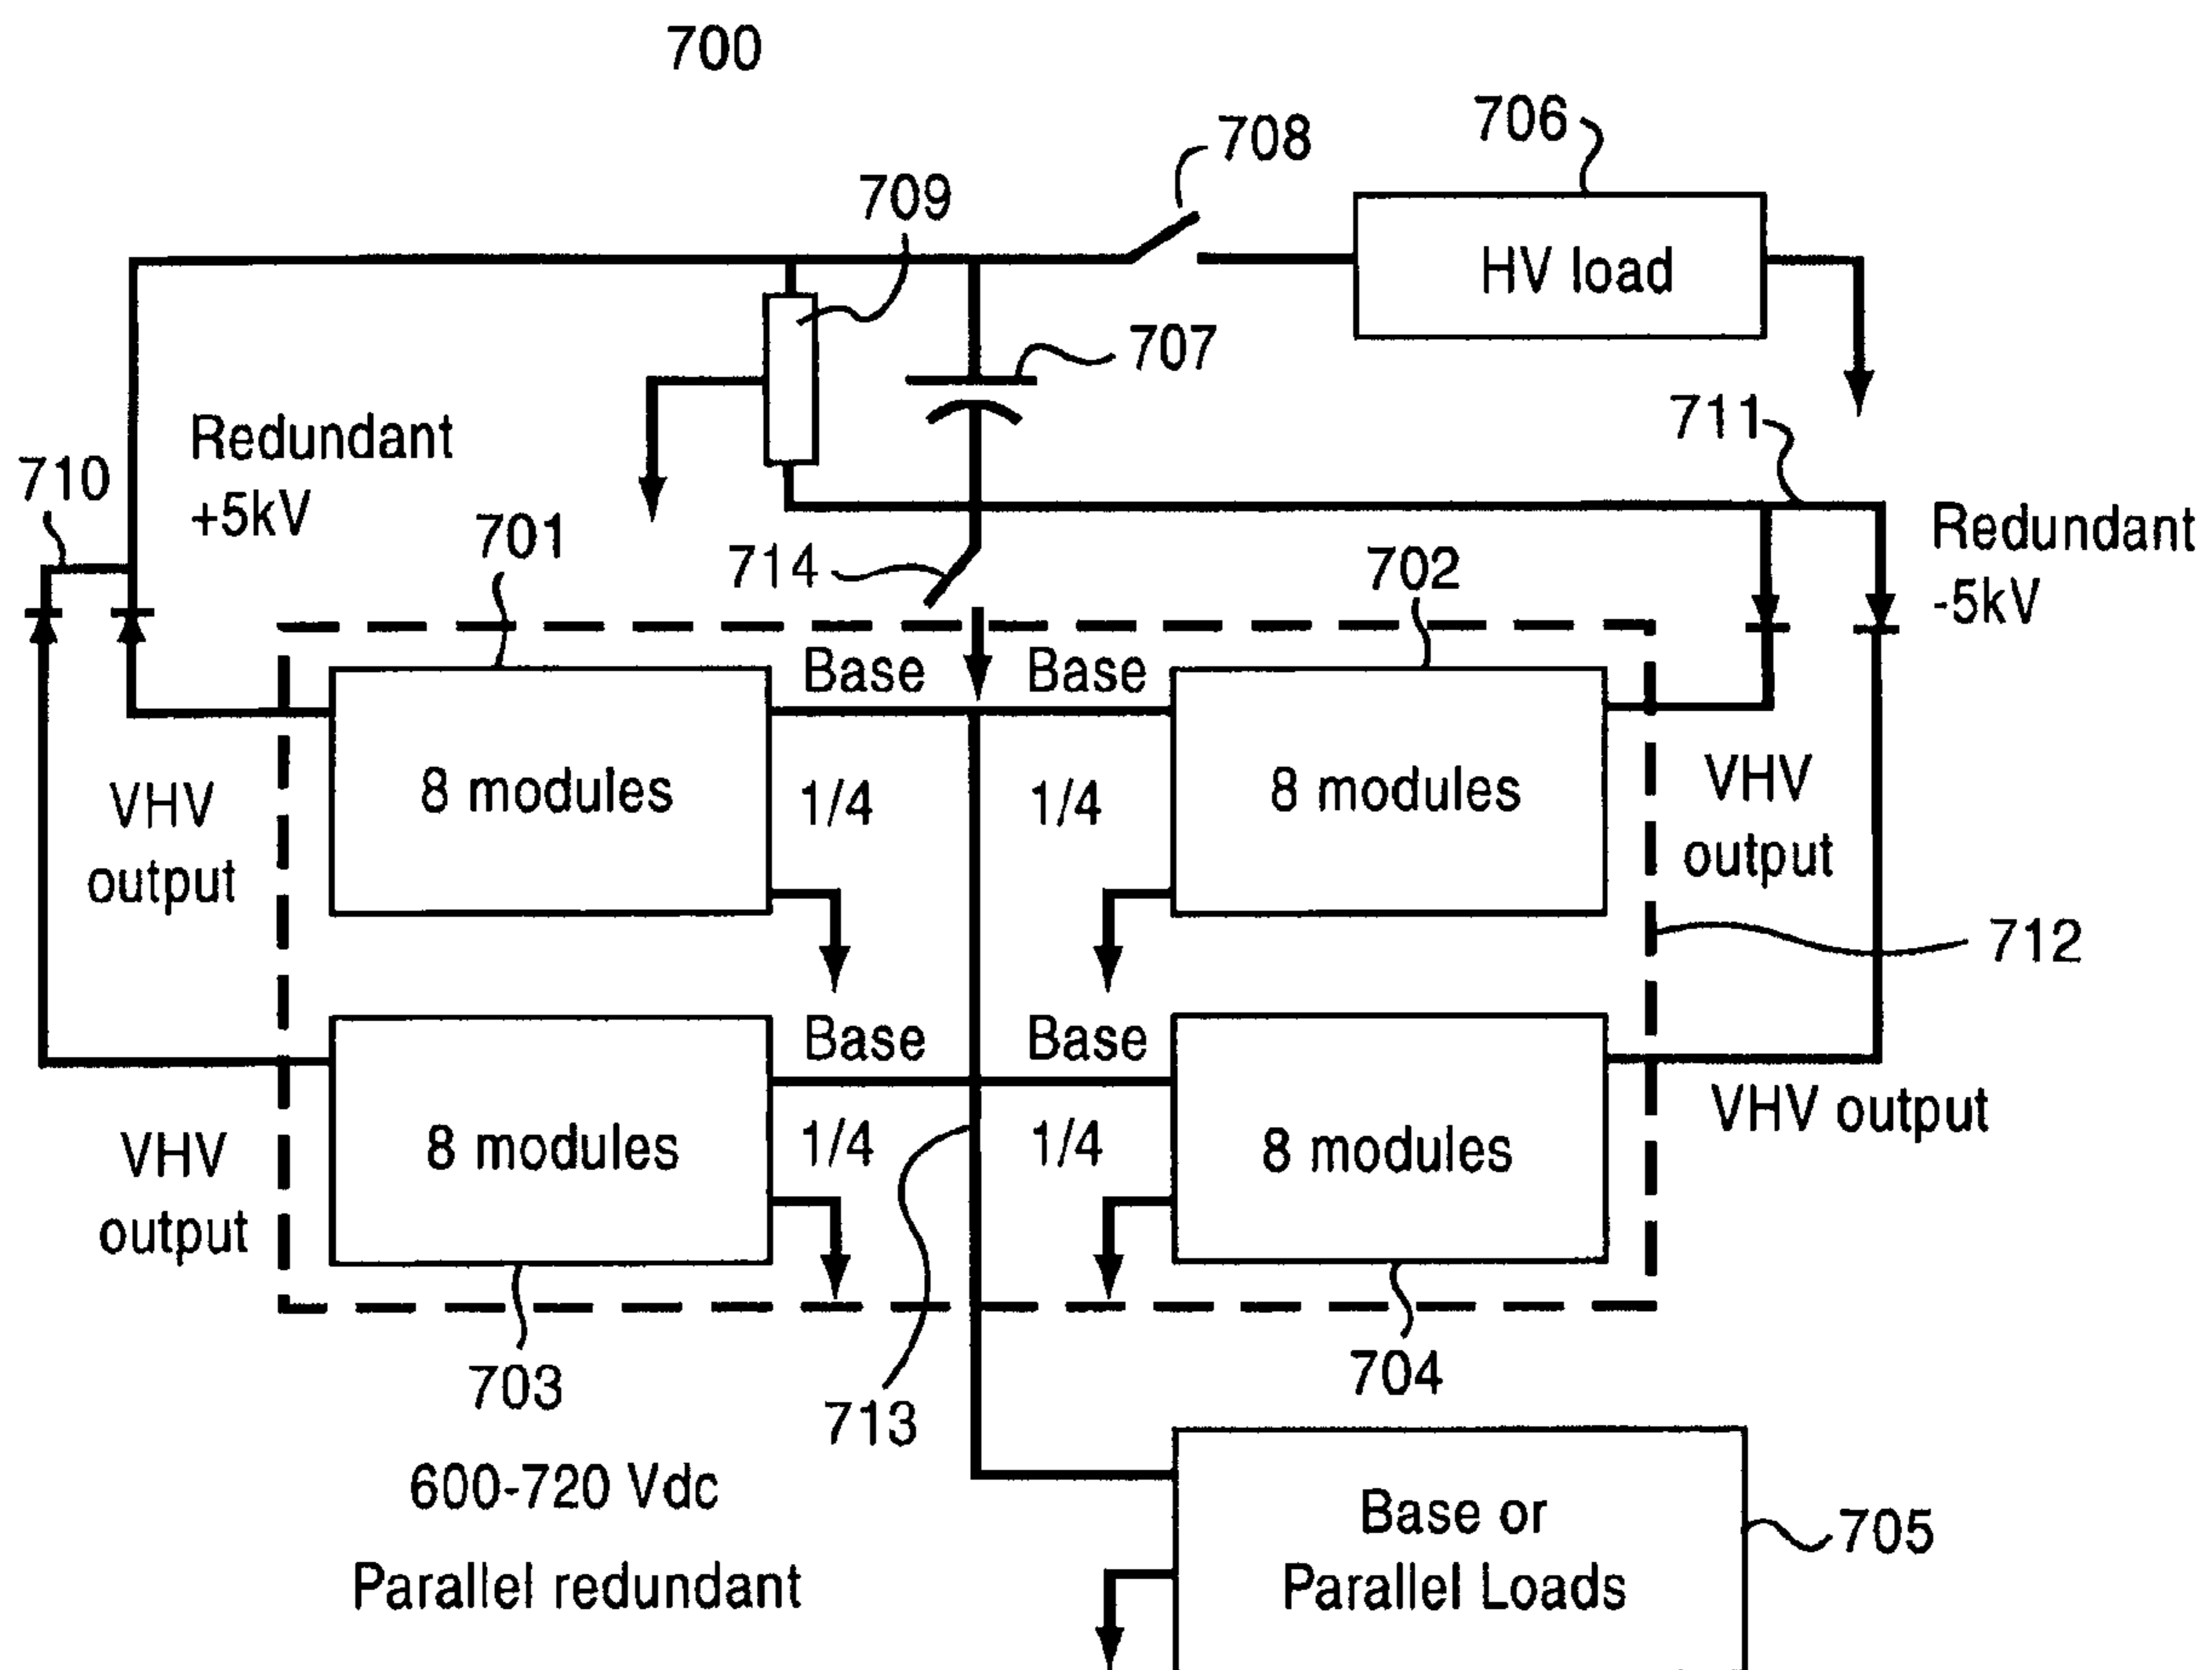 700
706
708
709
HV load
707
711
710
Redundant
+5kV
701
714
702
Redundant
-5kV
Base
Base
8 modules
1/4
1/4
8 modules
VHV
output
VHV
output
712
Base
Base
8 modules
1/4
1/4
8 modules
VHV output
VHV
output
703
713
704
600-720 Vdc
Parallel redundant
Base or
Parallel Loads
705